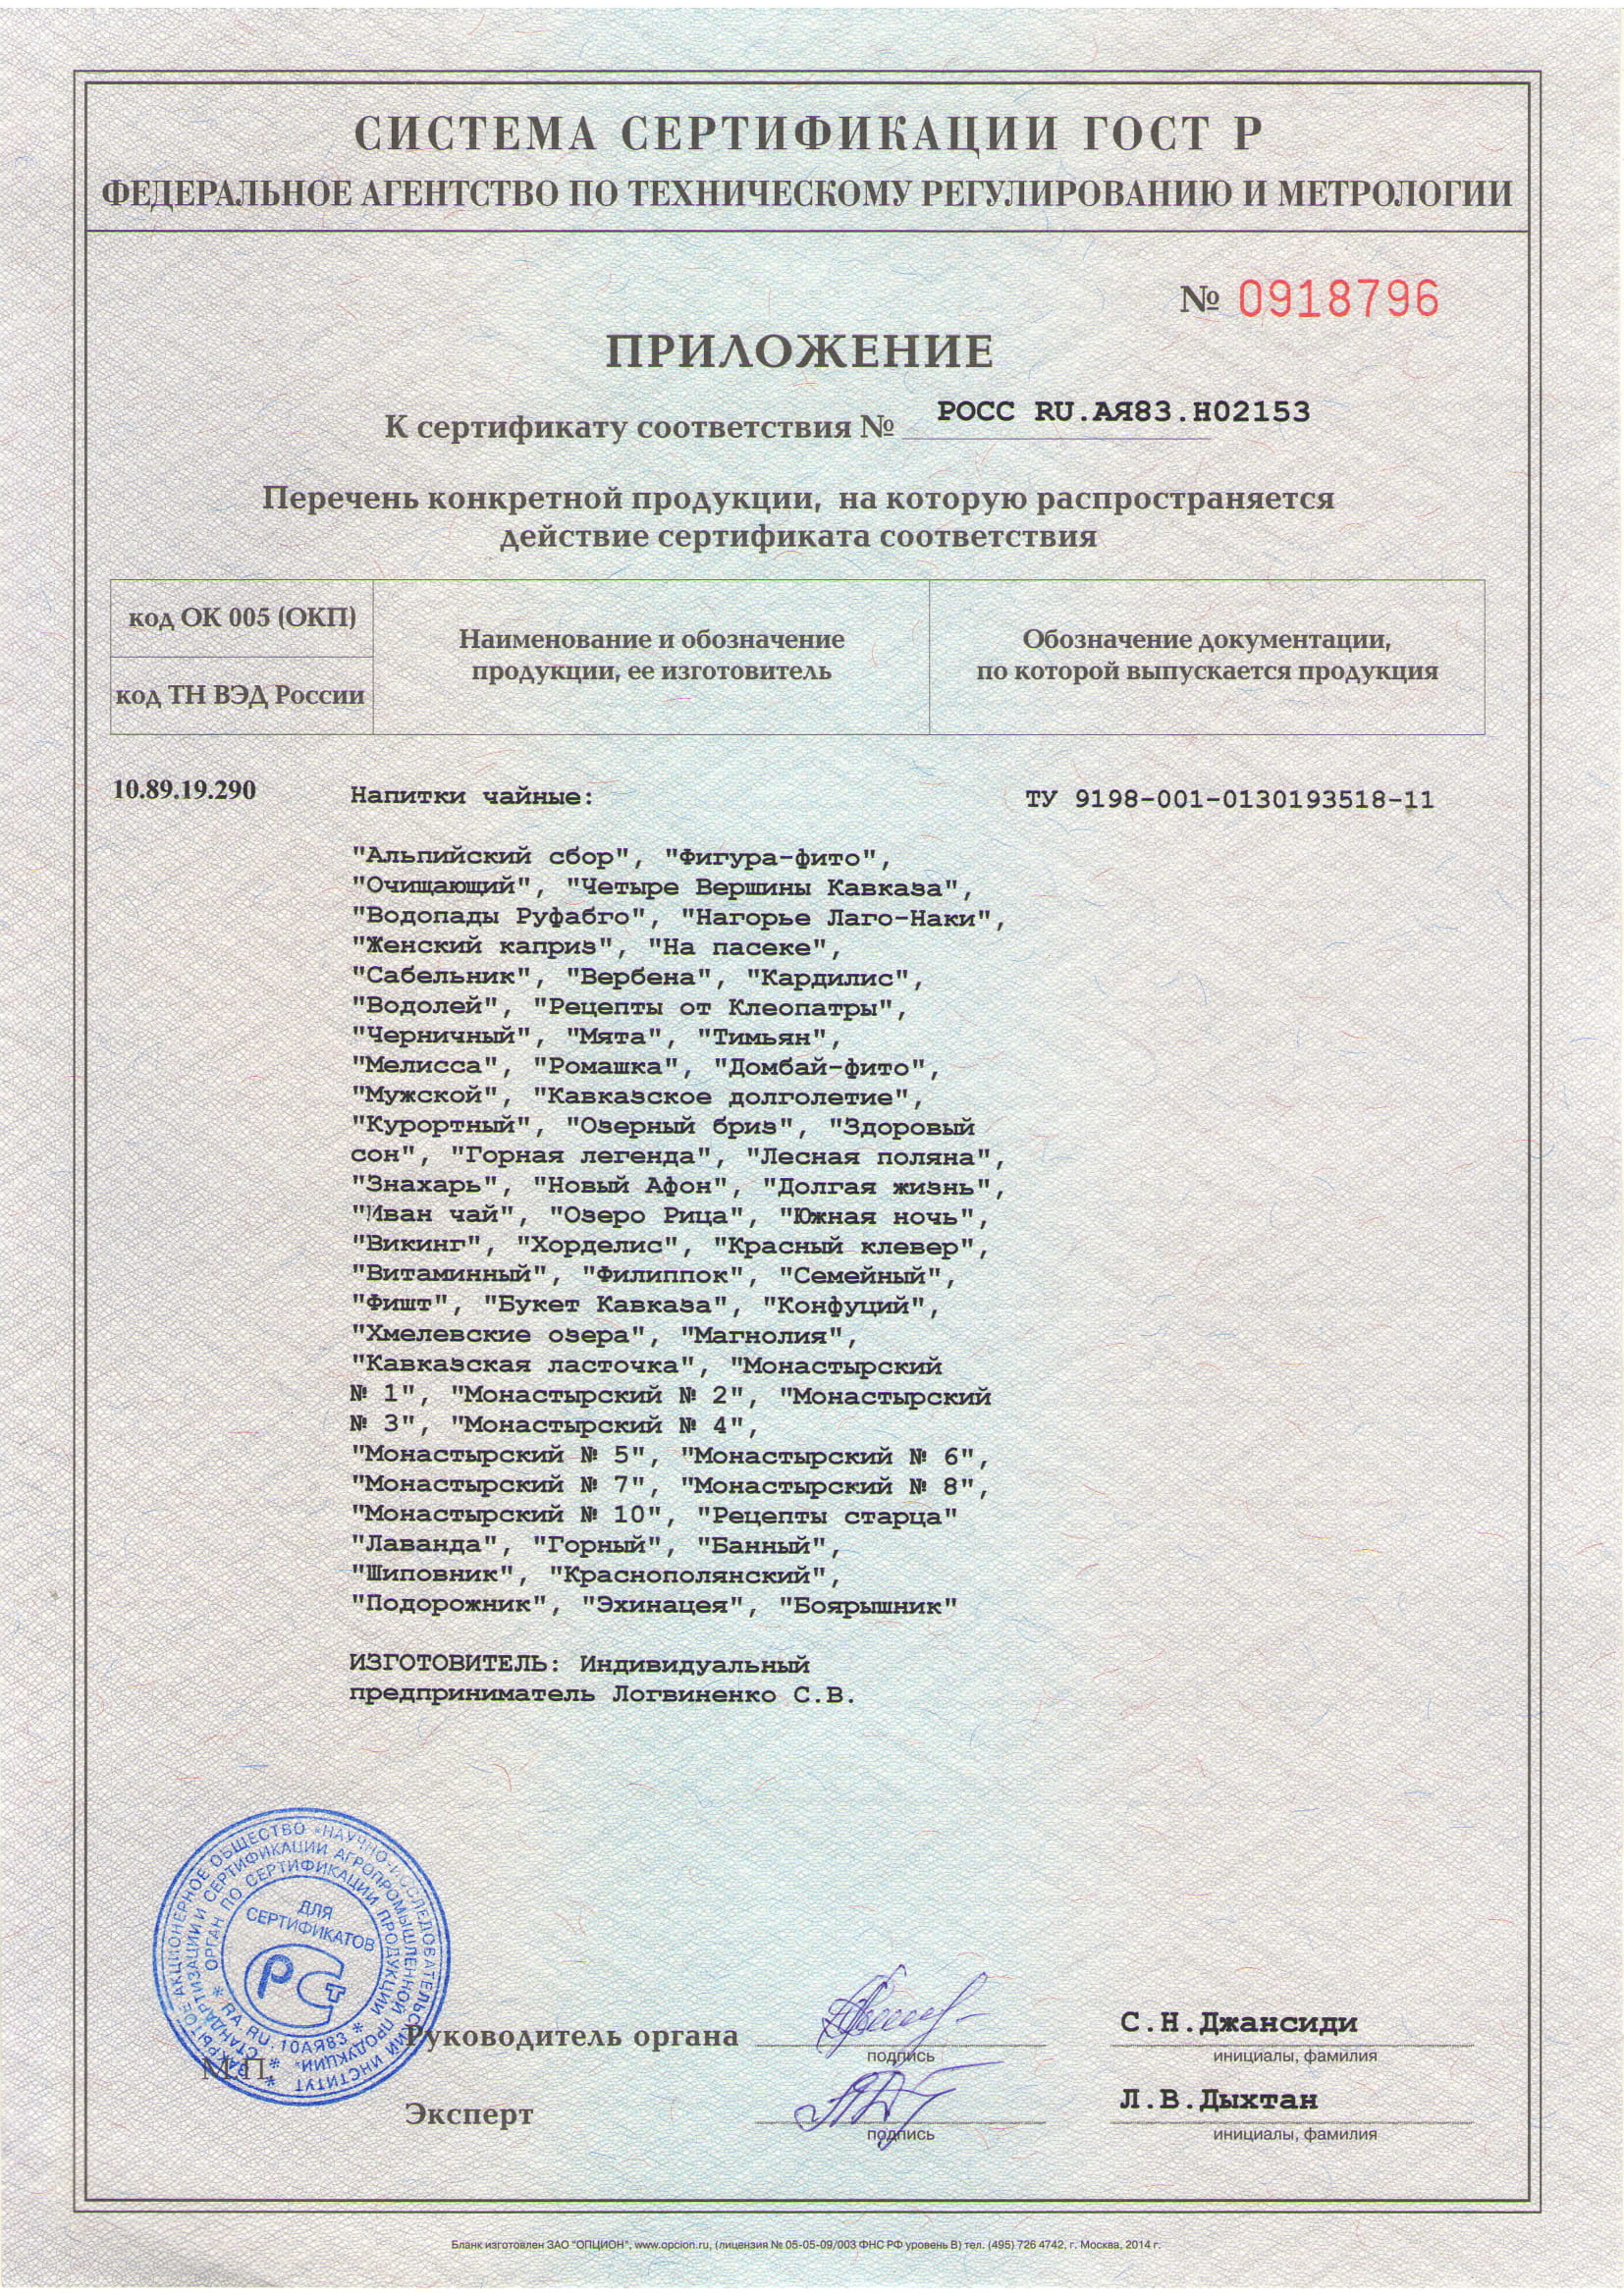 СИСТЕМА СЕРТИФИКАЦИИ ГОСТ Р
ФЕДЕРАЛЬНОЕ АГЕНТСТВО ПО ТЕХНИЧЕСКОМУ РЕГУЛИРОВАНИЮ И МЕТРОЛОГИИ
№ 0918796
ПРИЛОЖЕНИЕ
К сертификату соответствия № РОСС RU.АЯ83.Н02153
Перечень конкретной продукции, на которую распространяется
действие сертификата соответствия
код ОК 005 (ОКП)
код ТН ВЭД России
Наименование и обозначение
продукции, ее изготовитель
Обозначение документации,
по которой выпускается продукция
10.89.19.290
Напитки чайные:
ТУ 9198-001-0130193518-11
"Альпийский сбор", "Фигура-фито",
"Очищающий", "Четыре Вершины Кавказа",
"Водопады Руфабго", "Нагорье Лаго-Наки",
"Женский каприз", "На пасеке",
"Сабельник", "Вербена", "Кардилис",
"Водолей", "Рецепты от Клеопатры",
"Черничный", "Мята", "Тимьян",
"Мелисса", "Ромашка", "Домбай-фито",
"Мужской", "Кавказское долголетие",
"Курортный", "Озерный бриз", "Здоровый
сон", "Горная легенда", "Лесная поляна",
"Знахарь", "Новый Афон", "Долгая жизнь",
"Иван чай", "Озеро Рица", "Южная ночь",
"Викинг", "Хорделис", "Красный клевер",
"Витаминный", "Филиппок", "Семейный",
"Фишт", "Букет Кавказа", "Конфуций",
"Хмелевские озера", "Магнолия",
"Кавказская ласточка", "Монастырский
№ 1", "Монастырский № 2", "Монастырский
№ 3", "Монастырский № 4",
"Монастырский № 5", "Монастырский № 6",
"Монастырский № 7", "Монастырский № 8",
"Монастырский № 10", "Рецепты старца"
"Лаванда", "Горный", "Банный",
"Шиповник", "Краснополянский",
"Подорожник", "Эхинацея", "Боярышник"
ИЗГОТОВИТЕЛЬ: Индивидуальный
предприниматель Логвиненко С.В.
ЗАКРЫТОЕ АКЦИОНЕРНОЕ ОБЩЕСТВО «НАУЧНО-ИССЛЕДОВАТЕЛЬСКИЙ ИНСТИТУТ
СТАНДАРТИЗАЦИИ И СЕРТИФИКАЦИИ АГРОПРОМЫШЛЕННОЙ ПРОДУКЦИИ»
ОРГАН ПО СЕРТИФИКАЦИИ ПРОДУКЦИИ
* RA.RU.10АЯ83 *
ДЛЯ
СЕРТИФИКАТОВ
М.П.
Руководитель органа
подпись
С.Н.Джансиди
инициалы, фамилия
Эксперт
подпись
Л.В.Дыхтан
инициалы, фамилия
Бланк изготовлен ЗАО "ОПЦИОН", www.opcion.ru, (лицензия № 05-05-09/003 ФНС РФ уровень В) тел. (495) 726 4742, г. Москва, 2014 г.